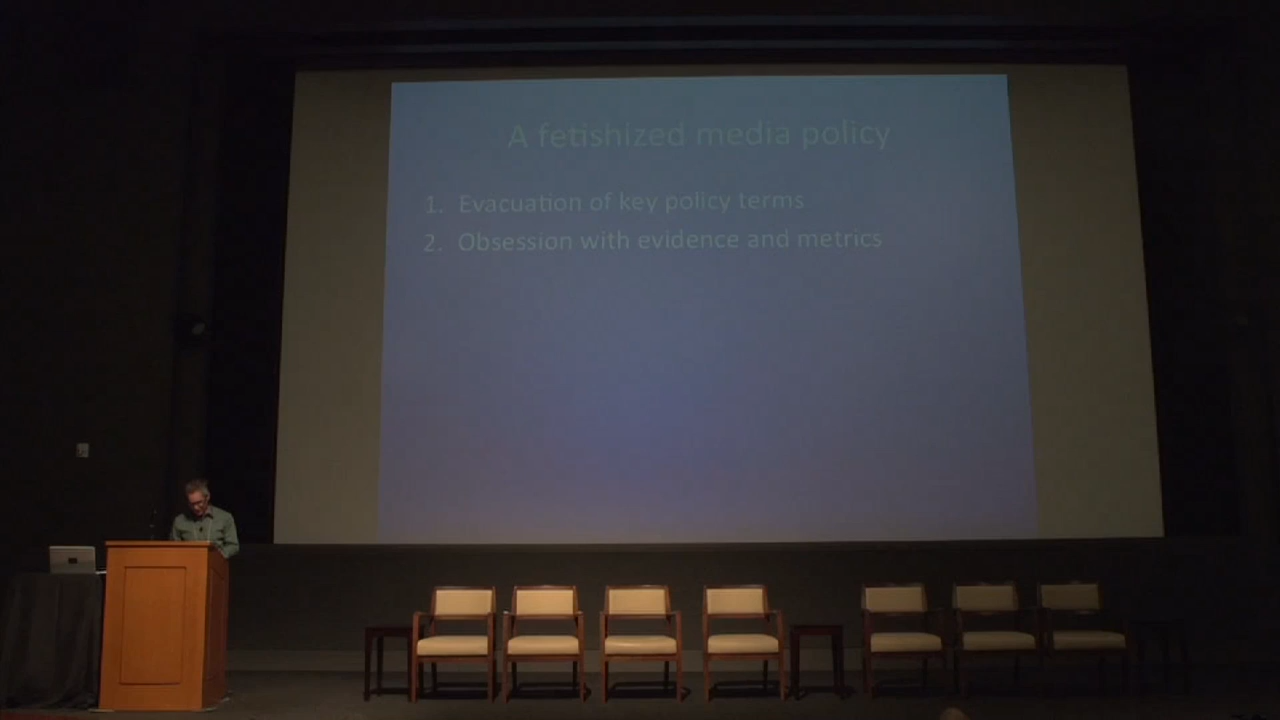 A fetishized media policy
1. Evacuation of key policy terms
2. Obsession with evidence and metrics